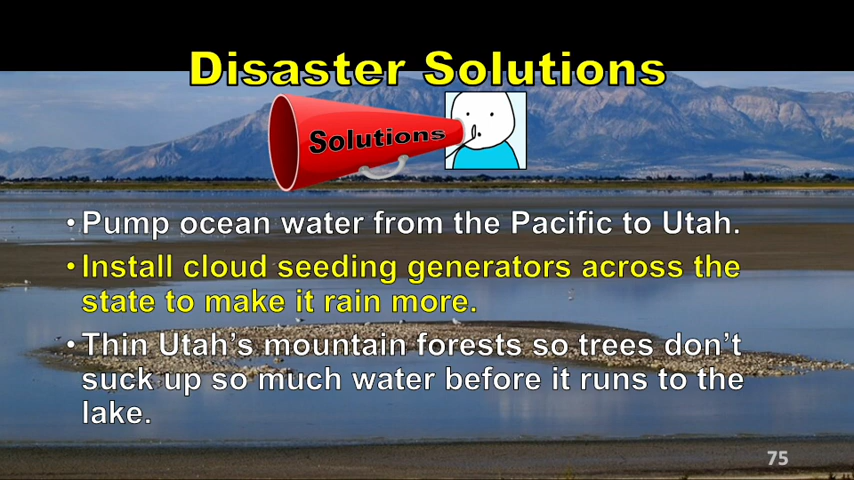 Disaster Solutions
Solutions
• Pump ocean water from the Pacific to Utah.
• Install cloud seeding generators across the
state to make it rain more.
• Thin Utah's mountain forests so trees don't
suck up so much water before it runs to the
lake.
75